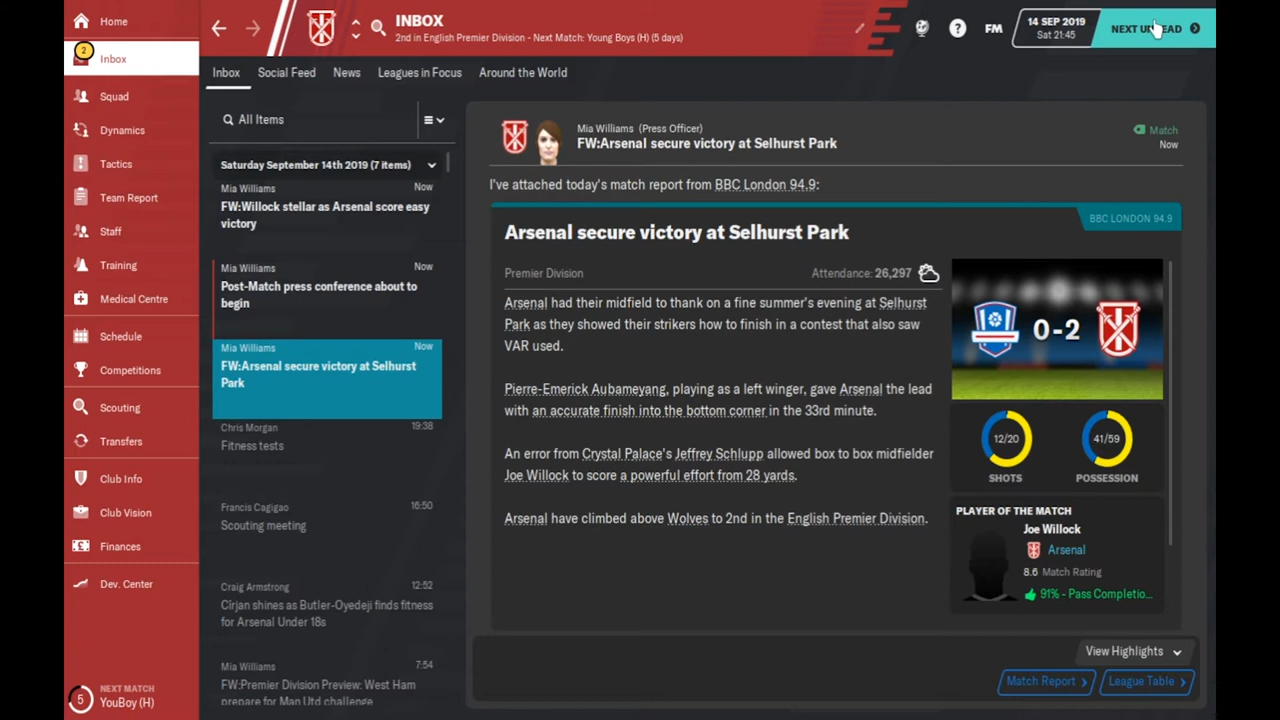 Home
2
Inbox
Squad
Dynamics
Tactics
Team Report
Staff
Training
Medical Centre
Schedule
Competitions
Scouting
Transfers
Club Info
Club Vision
Finances
Dev. Center
5
NEXT MATCH
YouBoy (H)
INBOX
2nd in English Premier Division - Next Match: Young Boys (H) (5 days)
?
FM
14 SEP 2019
Sat 21:45
Inbox
Social Feed
News
Leagues in Focus
Around the World
All Items
Saturday September 14th 2019 (7 items)
Mia Williams
Now
FW:Willock stellar as Arsenal score easy
victory
Mia Williams
Now
Post-Match press conference about to
begin
Mia Williams
Now
FW:Arsenal secure victory at Selhurst
Park
Chris Morgan
19:38
Fitness tests
Francis Cagigao
16:50
Scouting meeting
Craig Armstrong
12:52
Cirjan shines as Butler-Oyedeji finds fitness
for Arsenal Under 18s
Mia Williams
7:54
FW:Premier Division Preview: West Ham
prepare for Man Utd challenge
Mia Williams (Press Officer)
FW:Arsenal secure victory at Selhurst Park
Match
Now
I've attached today's match report from BBC London 94.9:
BBC LONDON 94.9
Arsenal secure victory at Selhurst Park
Premier Division
Attendance: 26,297
Arsenal had their midfield to thank on a fine summer's evening at Selhurst
Park as they showed their strikers how to finish in a contest that also saw
VAR used.
Pierre-Emerick Aubameyang, playing as a left winger, gave Arsenal the lead
with an accurate finish into the bottom corner in the 33rd minute.
An error from Crystal Palace's Jeffrey Schlupp allowed box to box midfielder
Joe Willock to score a powerful effort from 28 yards.
Arsenal have climbed above Wolves to 2nd in the English Premier Division.
0-2
12/20
SHOTS
41/59
POSSESSION
PLAYER OF THE MATCH
Joe Willock
Arsenal
8.6 Match Rating
91% - Pass Completio...
View Highlights
Match Report
League Table